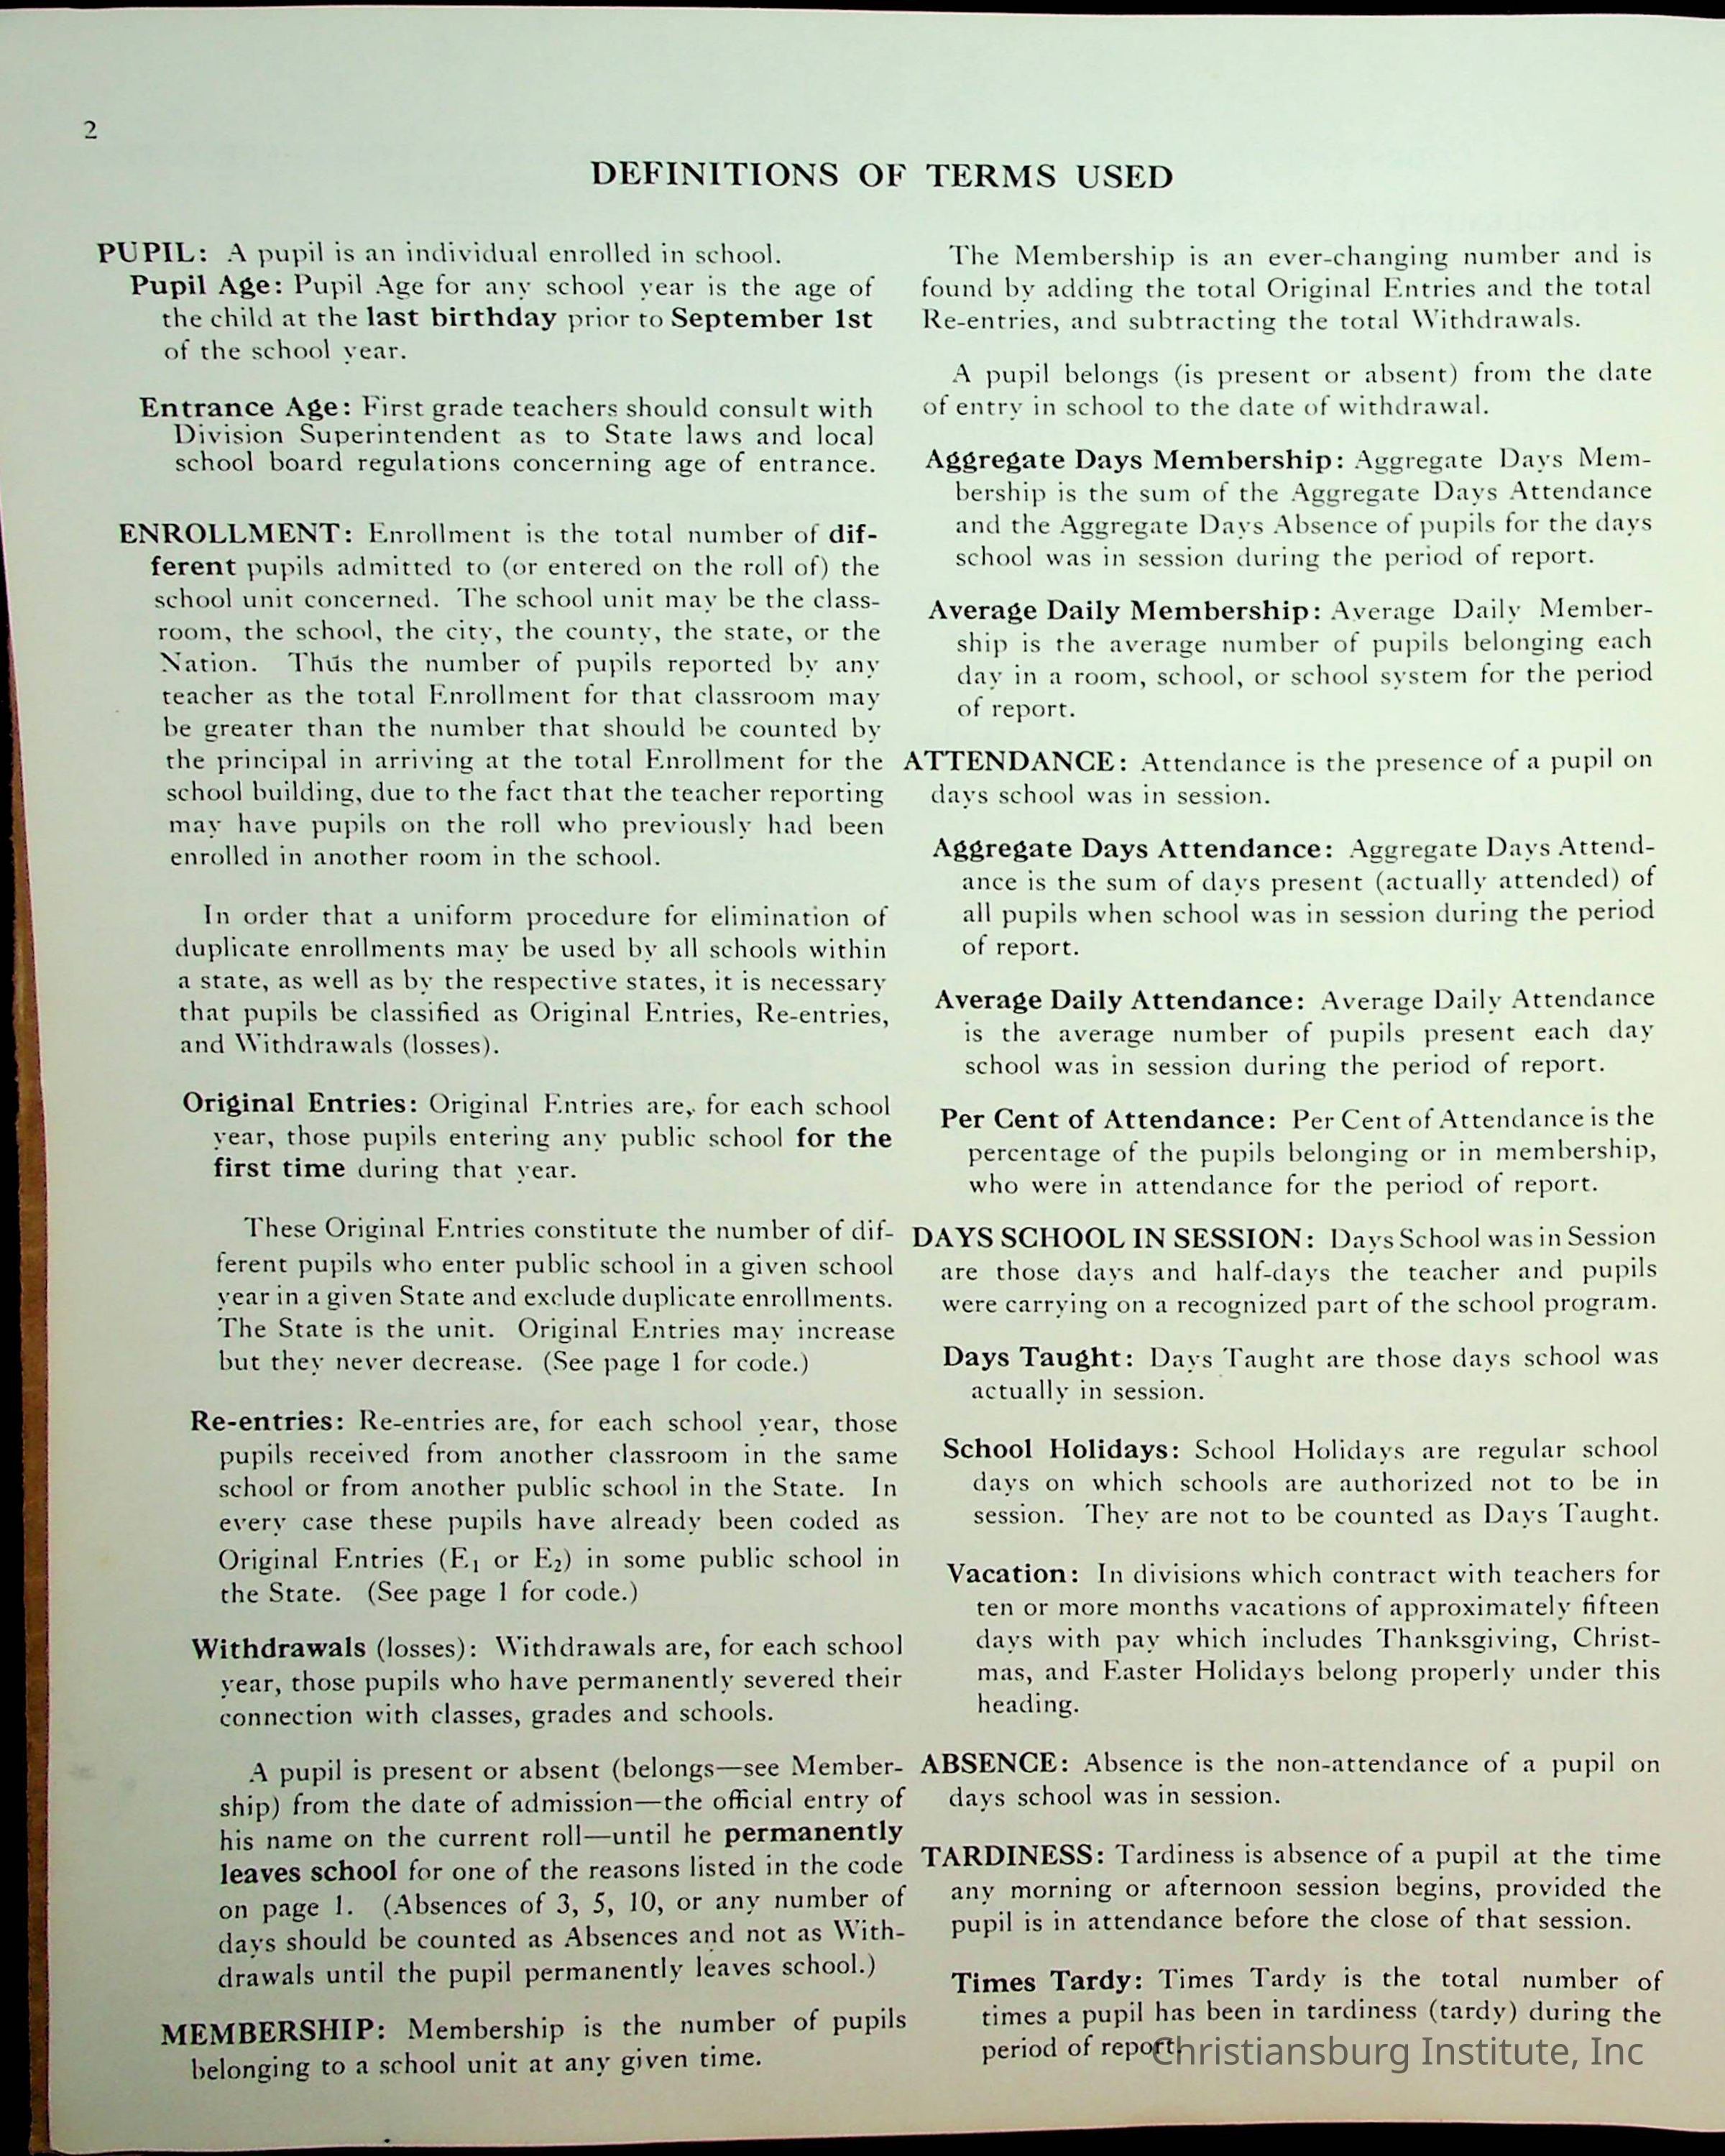 2
DEFINITIONS OF TERMS USED
PUPIL: A pupil is an individual enrolled in school.
Pupil Age: Pupil Age for any school year is the age of
the child at the last birthday prior to September 1st
of the school year.
Entrance Age: First grade teachers should consult with
Division Superintendent as to State laws and local
school board regulations concerning age of entrance.
ENROLLMENT: Enrollment is the total number of dif-
ferent pupils admitted to (or entered on the roll of) the
school unit concerned. The school unit may be the class-
room, the school, the city, the county, the state, or the
Nation. Thus the number of pupils reported by any
teacher as the total Enrollment for that classroom may
be greater than the number that should be counted by
the principal in arriving at the total Enrollment for the
school building, due to the fact that the teacher reporting
may have pupils on the roll who previously had been
enrolled in another room in the school.
In order that a uniform procedure for elimination of
duplicate enrollments may be used by all schools within
a state, as well as by the respective states, it is necessary
that pupils be classified as Original Entries, Re-entries,
and Withdrawals (losses).
Original Entries: Original Entries are, for each school
year, those pupils entering any public school for the
first time during that year.
These Original Entries constitute the number of dif-
ferent pupils who enter public school in a given school
year in a given State and exclude duplicate enrollments.
The State is the unit. Original Entries may increase
but they never decrease. (See page 1 for code.)
Re-entries: Re-entries are, for each school year, those
pupils received from another classroom in the same
school or from another public school in the State. In
every case these pupils have already been coded as
Original Entries (E₁ or E₂) in some public school in
the State. (See page 1 for code.)
Withdrawals (losses): Withdrawals are, for each school
year, those pupils who have permanently severed their
connection with classes, grades and schools.
A pupil is present or absent (belongs—see Member-
ship) from the date of admission—the official entry of
his name on the current roll—until he permanently
leaves school for one of the reasons listed in the code
on page 1. (Absences of 3, 5, 10, or any number of
days should be counted as Absences and not as With-
drawals until the pupil permanently leaves school.)
MEMBERSHIP: Membership is the number of pupils
belonging to a school unit at any given time.
The Membership is an ever-changing number and is
found by adding the total Original Entries and the total
Re-entries, and subtracting the total Withdrawals.
A pupil belongs (is present or absent) from the date
of entry in school to the date of withdrawal.
Aggregate Days Membership: Aggregate Days Mem-
bership is the sum of the Aggregate Days Attendance
and the Aggregate Days Absence of pupils for the days
school was in session during the period of report.
Average Daily Membership: Average Daily Member-
ship is the average number of pupils belonging each
day in a room, school, or school system for the period
of report.
ATTENDANCE: Attendance is the presence of a pupil on
days school was in session.
Aggregate Days Attendance: Aggregate Days Attend-
ance is the sum of days present (actually attended) of
all pupils when school was in session during the period
of report.
Average Daily Attendance: Average Daily Attendance
is the average number of pupils present each day
school was in session during the period of report.
Per Cent of Attendance: Per Cent of Attendance is the
percentage of the pupils belonging or in membership,
who were in attendance for the period of report.
DAYS SCHOOL IN SESSION: Days School was in Session
are those days and half-days the teacher and pupils
were carrying on a recognized part of the school program.
Days Taught: Days Taught are those days school was
actually in session.
School Holidays: School Holidays are regular school
days on which schools are authorized not to be in
session. They are not to be counted as Days Taught.
Vacation: In divisions which contract with teachers for
ten or more months vacations of approximately fifteen
days with pay which includes Thanksgiving, Christ-
mas, and Easter Holidays belong properly under this
heading.
ABSENCE: Absence is the non-attendance of a pupil on
days school was in session.
TARDINESS: Tardiness is absence of a pupil at the time
any morning or afternoon session begins, provided the
pupil is in attendance before the close of that session.
Times Tardy: Times Tardy is the total number of
times a pupil has been in tardiness (tardy) during the
period of report.
Christiansburg Institute, Inc